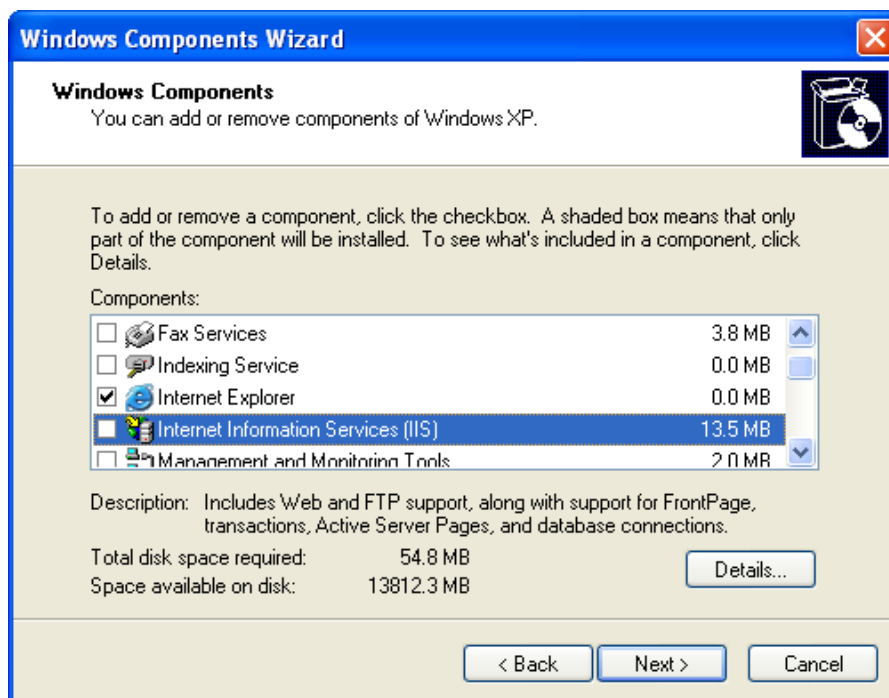 Windows Components Wizard
Windows Components
You can add or remove components of Windows XP.
To add or remove a component, click the checkbox. A shaded box means that only
part of the component will be installed. To see what's included in a component, click
Details.
Components:
Fax Services 3.8 MB
Indexing Service 0.0 MB
Internet Explorer 0.0 MB
Internet Information Services (IIS) 13.5 MB
Management and Monitoring Tools 2.0 MB
Description: Includes Web and FTP support, along with support for FrontPage,
transactions, Active Server Pages, and database connections.
Total disk space required: 54.8 MB
Space available on disk: 13812.3 MB
Details...
< Back Next > Cancel